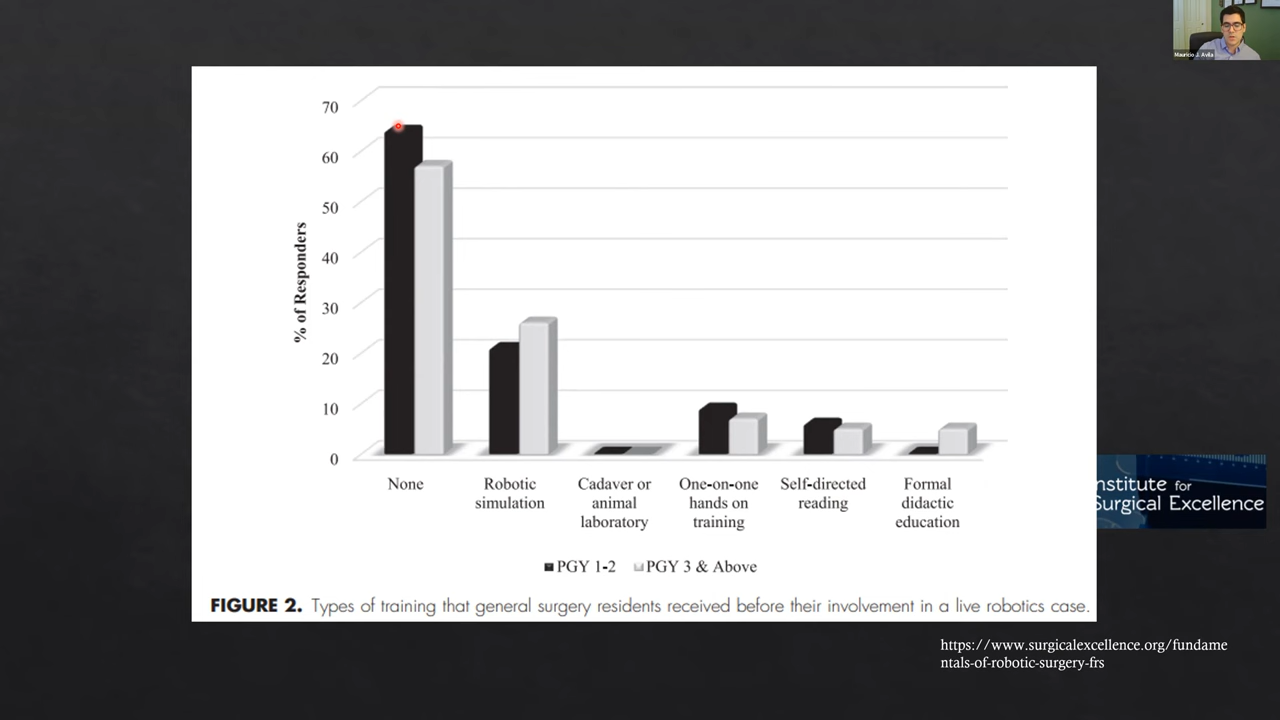 Mauricio J. Avila
70
60
50
40
30
20
10
0
% of Responders
None
Robotic
simulation
Cadaver or
animal
laboratory
One-on-one
hands on
training
Self-directed
reading
Formal
didactic
education
PGY 1-2
PGY 3 & Above
FIGURE 2. Types of training that general surgery residents received before their involvement in a live robotics case.
nstitute for
Surgical Excellence
https://www.surgicalexcellence.org/fundame
ntals-of-robotic-surgery-frs